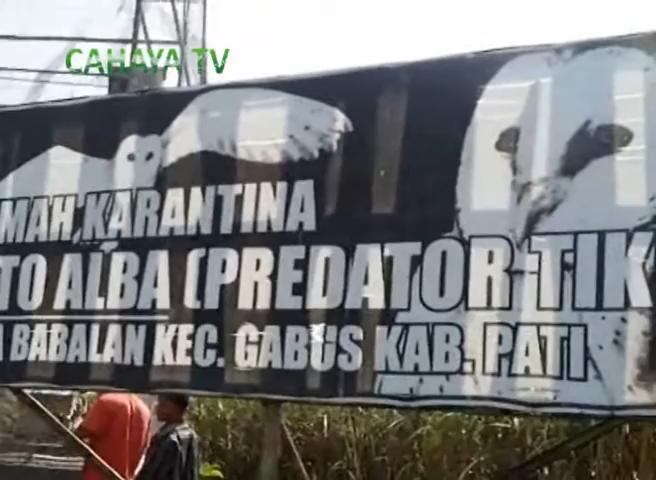 CAHAYA TV
MAH KARANTINA
TO ALBA (PREDATOR TIK
BABALAN KEC. GABUS KAB. PATI